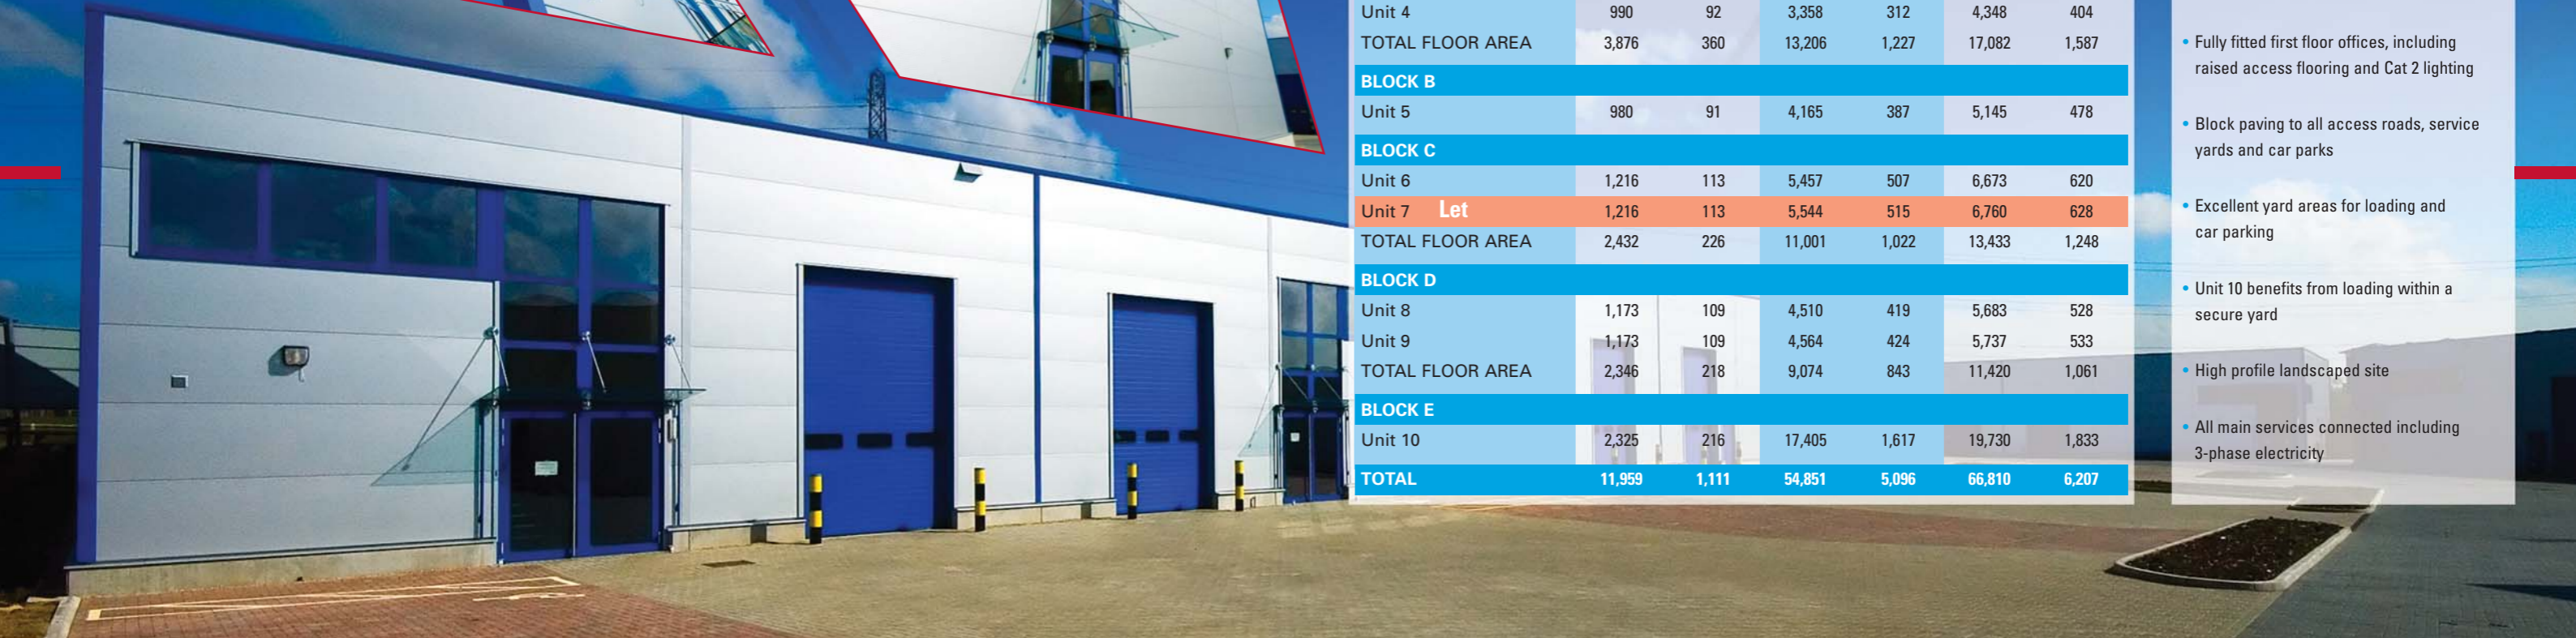 Unit 4 990 92 3,358 312 4,348 404
TOTAL FLOOR AREA 3,876 360 13,206 1,227 17,082 1,587
BLOCK B
Unit 5 980 91 4,165 387 5,145 478
BLOCK C
Unit 6 1,216 113 5,457 507 6,673 620
Unit 7 Let 1,216 113 5,544 515 6,760 628
TOTAL FLOOR AREA 2,432 226 11,001 1,022 13,433 1,248
BLOCK D
Unit 8 1,173 109 4,510 419 5,683 528
Unit 9 1,173 109 4,564 424 5,737 533
TOTAL FLOOR AREA 2,346 218 9,074 843 11,420 1,061
BLOCK E
Unit 10 2,325 216 17,405 1,617 19,730 1,833
TOTAL 11,959 1,111 54,851 5,096 66,810 6,207
• Fully fitted first floor offices, including
raised access flooring and Cat 2 lighting
• Block paving to all access roads, service
yards and car parks
• Excellent yard areas for loading and
car parking
• Unit 10 benefits from loading within a
secure yard
• High profile landscaped site
• All main services connected including
3-phase electricity